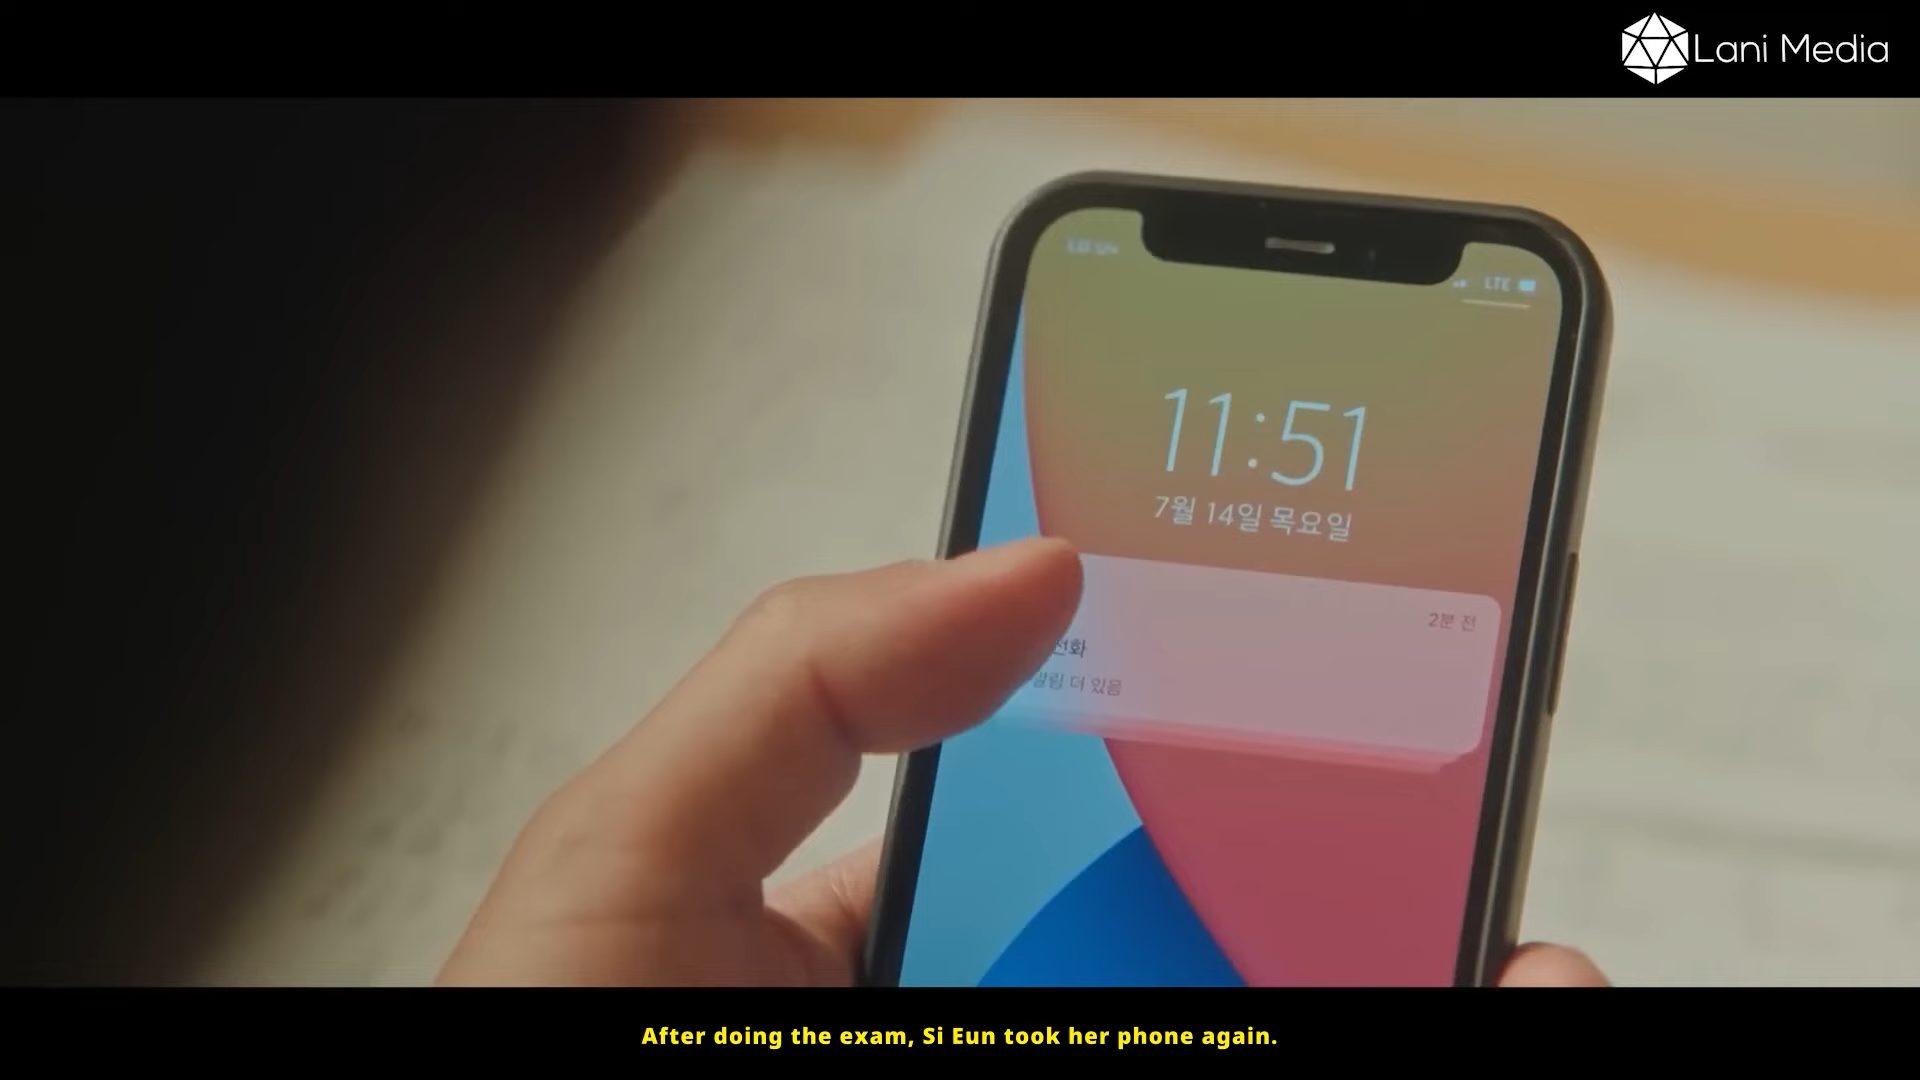 Lani Media
LTE
11:51
7월 14일 목요일
2분 전
전화
알림 더 있음
After doing the exam, Si Eun took her phone again.